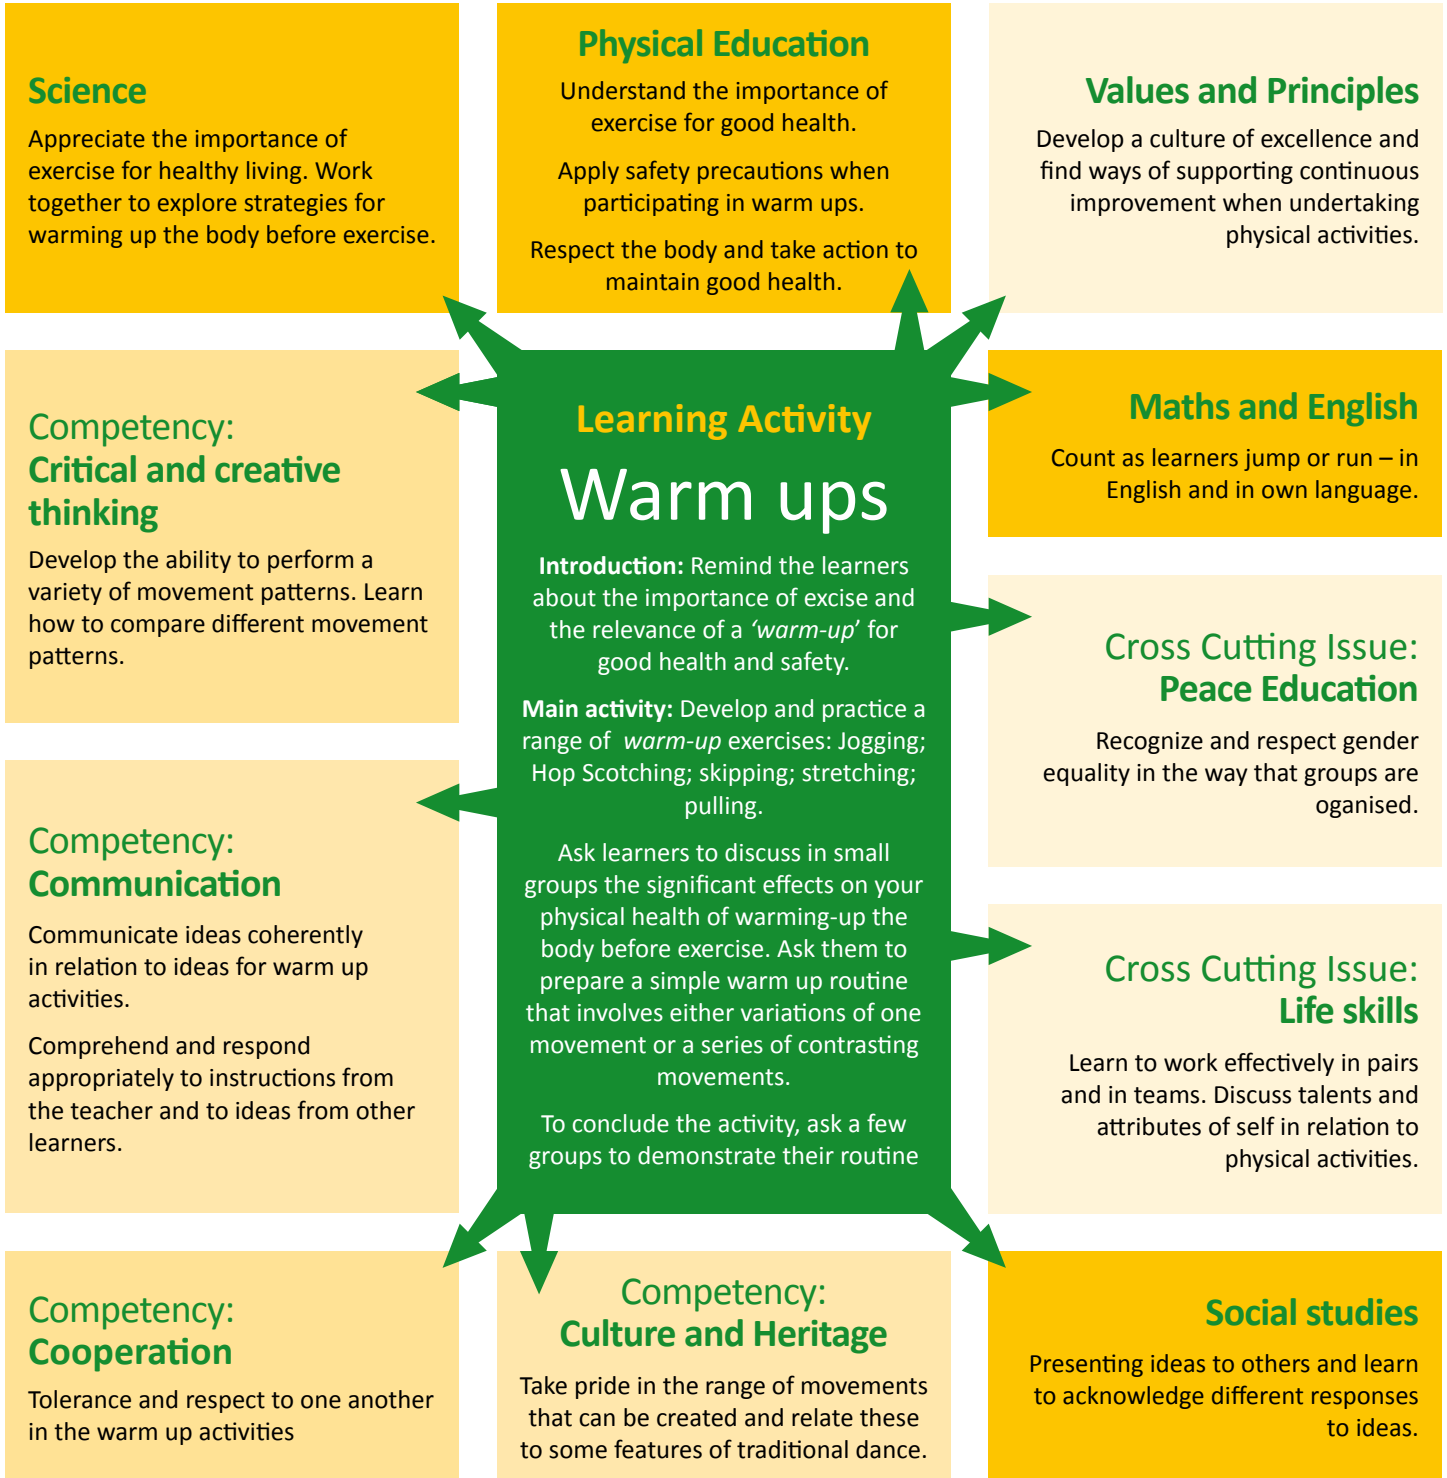 Science
Appreciate the importance of
exercise for healthy living. Work
together to explore strategies for
warming up the body before exercise.
Physical Education
Understand the importance of
exercise for good health.
Apply safety precautions when
participating in warm ups.
Respect the body and take action to
maintain good health.
Values and Principles
Develop a culture of excellence and
find ways of supporting continuous
improvement when undertaking
physical activities.
Competency:
Critical and creative
thinking
Develop the ability to perform a
variety of movement patterns. Learn
how to compare different movement
patterns.
Learning Activity
Warm ups
Introduction: Remind the learners
about the importance of excise and
the relevance of a ‘warm-up’ for
good health and safety.
Main activity: Develop and practice a
range of warm-up exercises: Jogging;
Hop Scotching; skipping; stretching;
pulling.
Ask learners to discuss in small
groups the significant effects on your
physical health of warming-up the
body before exercise. Ask them to
prepare a simple warm up routine
that involves either variations of one
movement or a series of contrasting
movements.
To conclude the activity, ask a few
groups to demonstrate their routine
Maths and English
Count as learners jump or run – in
English and in own language.
Cross Cutting Issue:
Peace Education
Recognize and respect gender
equality in the way that groups are
oganised.
Competency:
Communication
Communicate ideas coherently
in relation to ideas for warm up
activities.
Comprehend and respond
appropriately to instructions from
the teacher and to ideas from other
learners.
Cross Cutting Issue:
Life skills
Learn to work effectively in pairs
and in teams. Discuss talents and
attributes of self in relation to
physical activities.
Competency:
Cooperation
Tolerance and respect to one another
in the warm up activities
Competency:
Culture and Heritage
Take pride in the range of movements
that can be created and relate these
to some features of traditional dance.
Social studies
Presenting ideas to others and learn
to acknowledge different responses
to ideas.